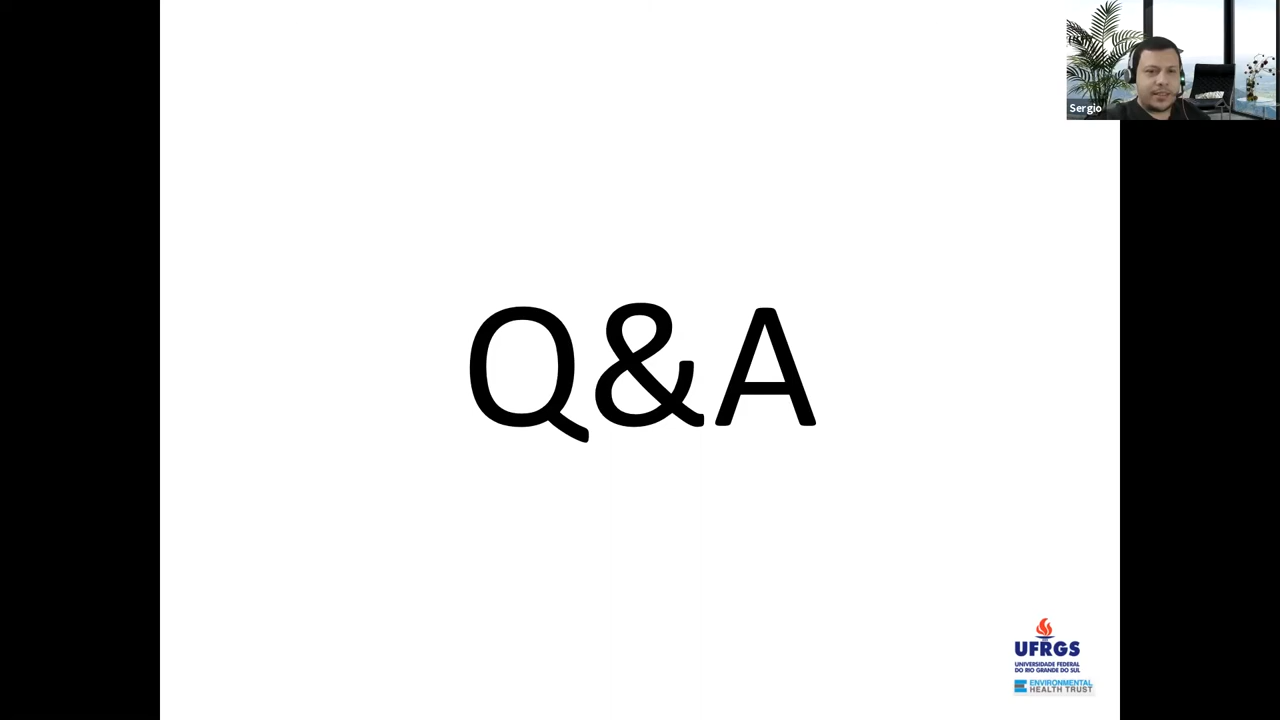 Sergio
Q&A
UFRGS
UNIVERSIDADE FEDERAL
DO RIO GRANDE DO SUL
ENVIRONMENTAL
HEALTH TRUST